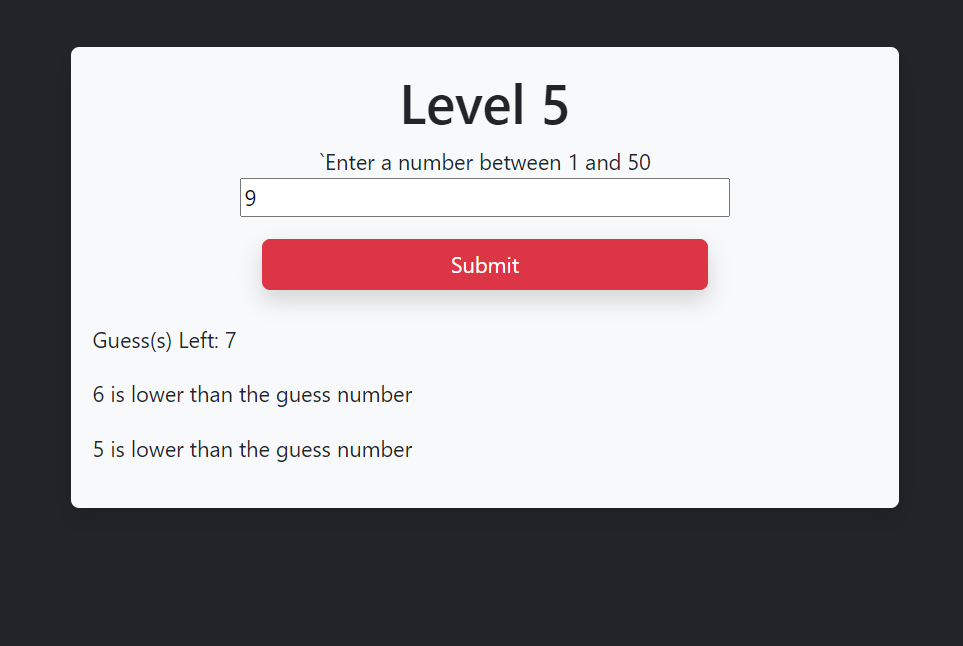 Level 5
`Enter a number between 1 and 50
9
Submit
Guess(s) Left: 7
6 is lower than the guess number
5 is lower than the guess number